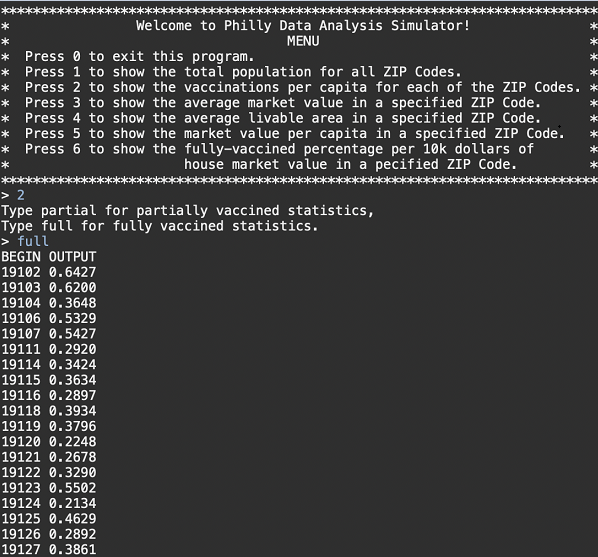 **************************************************************************
*                Welcome to Philly Data Analysis Simulator!               *
*                                   MENU                                  *
*  Press 0 to exit this program.                                          *
*  Press 1 to show the total population for all ZIP Codes.                *
*  Press 2 to show the vaccinations per capita for each of the ZIP Codes. *
*  Press 3 to show the average market value in a specified ZIP Code.      *
*  Press 4 to show the average livable area in a specified ZIP Code.      *
*  Press 5 to show the market value per capita in a specified ZIP Code.   *
*  Press 6 to show the fully-vaccined percentage per 10k dollars of       *
*                      house market value in a pecified ZIP Code.         *
**************************************************************************
> 2
Type partial for partially vaccined statistics,
Type full for fully vaccined statistics.
> full
BEGIN OUTPUT
19102 0.6427
19103 0.6200
19104 0.3648
19106 0.5329
19107 0.5427
19111 0.2920
19114 0.3424
19115 0.3634
19116 0.2897
19118 0.3934
19119 0.3796
19120 0.2248
19121 0.2678
19122 0.3290
19123 0.5502
19124 0.2134
19125 0.4629
19126 0.2892
19127 0.3861